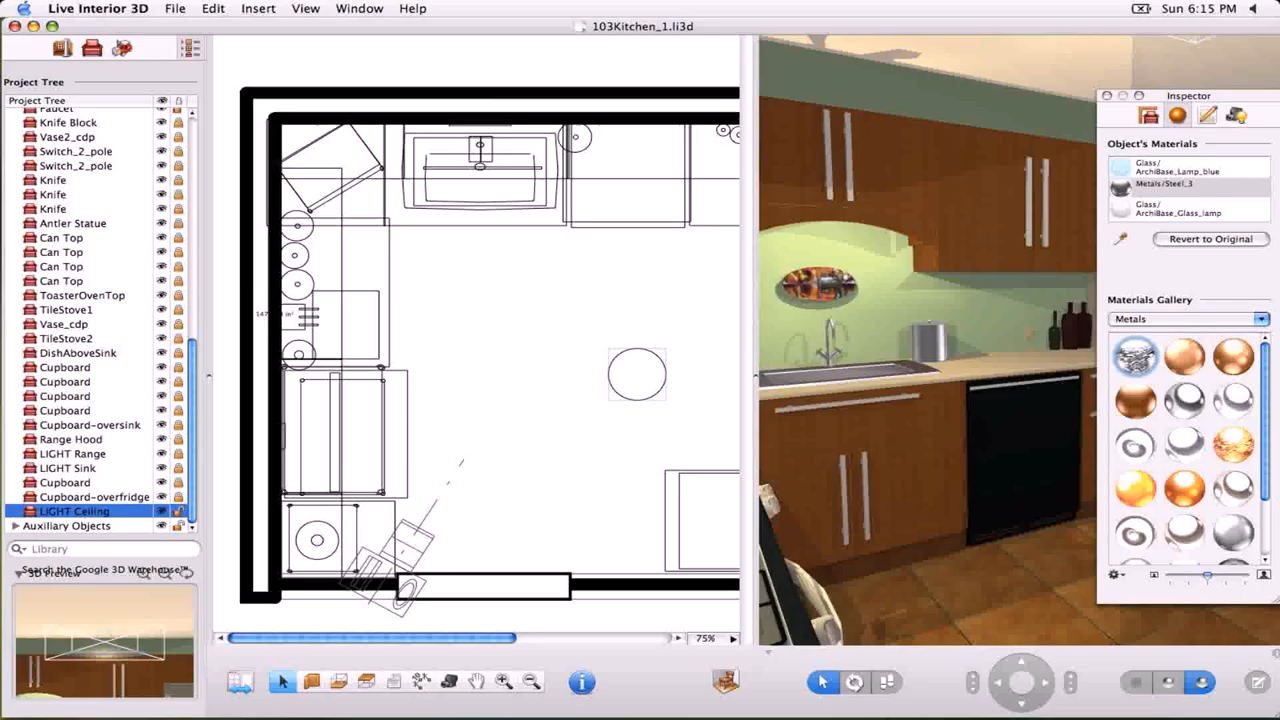 Live Interior 3D File Edit Insert View Window Help
Sun 6:15 PM
103Kitchen_1.li3d
Project Tree
Project Tree
Faucet
Knife Block
Vase2_cdp
Switch_2_pole
Switch_2_pole
Knife
Knife
Knife
Antler Statue
Can Top
Can Top
Can Top
Can Top
ToasterOvenTop
TileStove1
Vase_cdp
TileStove2
DishAboveSink
Cupboard
Cupboard
Cupboard
Cupboard
Cupboard-oversink
Range Hood
LIGHT Range
LIGHT Sink
Cupboard
Cupboard-overfridge
LIGHT Ceiling
Auxiliary Objects
Library
Search the Google 3D Warehouse™
3D Preview
75%
Inspector
Object's Materials
Glass/
ArchiBase_Lamp_blue
Metals/Steel_3
Glass/
ArchiBase_Glass_lamp
Revert to Original
Materials Gallery
Metals